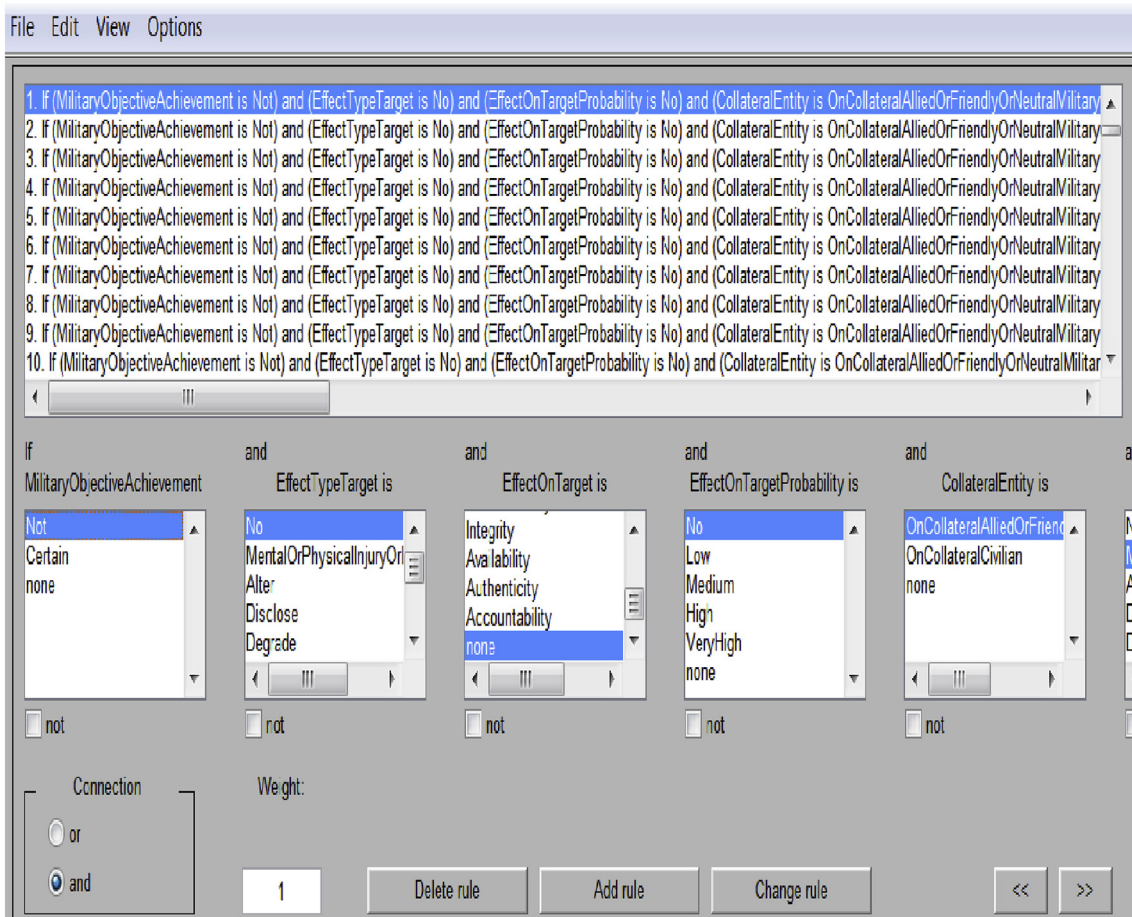 File Edit View Options
1. If (MilitaryObjectiveAchievement is Not) and (EffectTypeTarget is No) and (EffectOnTargetProbability is No) and (CollateralEntity is OnCollateralAlliedOrFriendlyOrNeutralMilitary
2. If (MilitaryObjectiveAchievement is Not) and (EffectTypeTarget is No) and (EffectOnTargetProbability is No) and (CollateralEntity is OnCollateralAlliedOrFriendlyOrNeutralMilitary
3. If (MilitaryObjectiveAchievement is Not) and (EffectTypeTarget is No) and (EffectOnTargetProbability is No) and (CollateralEntity is OnCollateralAlliedOrFriendlyOrNeutralMilitary
4. If (MilitaryObjectiveAchievement is Not) and (EffectTypeTarget is No) and (EffectOnTargetProbability is No) and (CollateralEntity is OnCollateralAlliedOrFriendlyOrNeutralMilitary
5. If (MilitaryObjectiveAchievement is Not) and (EffectTypeTarget is No) and (EffectOnTargetProbability is No) and (CollateralEntity is OnCollateralAlliedOrFriendlyOrNeutralMilitary
6. If (MilitaryObjectiveAchievement is Not) and (EffectTypeTarget is No) and (EffectOnTargetProbability is No) and (CollateralEntity is OnCollateralAlliedOrFriendlyOrNeutralMilitary
7. If (MilitaryObjectiveAchievement is Not) and (EffectTypeTarget is No) and (EffectOnTargetProbability is No) and (CollateralEntity is OnCollateralAlliedOrFriendlyOrNeutralMilitary
8. If (MilitaryObjectiveAchievement is Not) and (EffectTypeTarget is No) and (EffectOnTargetProbability is No) and (CollateralEntity is OnCollateralAlliedOrFriendlyOrNeutralMilitary
9. If (MilitaryObjectiveAchievement is Not) and (EffectTypeTarget is No) and (EffectOnTargetProbability is No) and (CollateralEntity is OnCollateralAlliedOrFriendlyOrNeutralMilitary
10. If (MilitaryObjectiveAchievement is Not) and (EffectTypeTarget is No) and (EffectOnTargetProbability is No) and (CollateralEntity is OnCollateralAlliedOrFriendlyOrNeutralMilitar
If
MilitaryObjectiveAchievement
Not
Certain
none
not
and
EffectTypeTarget is
No
MentalOrPhysicalInjuryOr
Alter
Disclose
Degrade
not
and
EffectOnTarget is
Integrity
Availability
Authenticity
Accountability
none
not
and
EffectOnTargetProbability is
No
Low
Medium
High
VeryHigh
none
not
and
CollateralEntity is
OnCollateralAlliedOrFriend
OnCollateralCivilian
none
not
Connection
or
and
Weight:
1
Delete rule
Add rule
Change rule
<<
>>